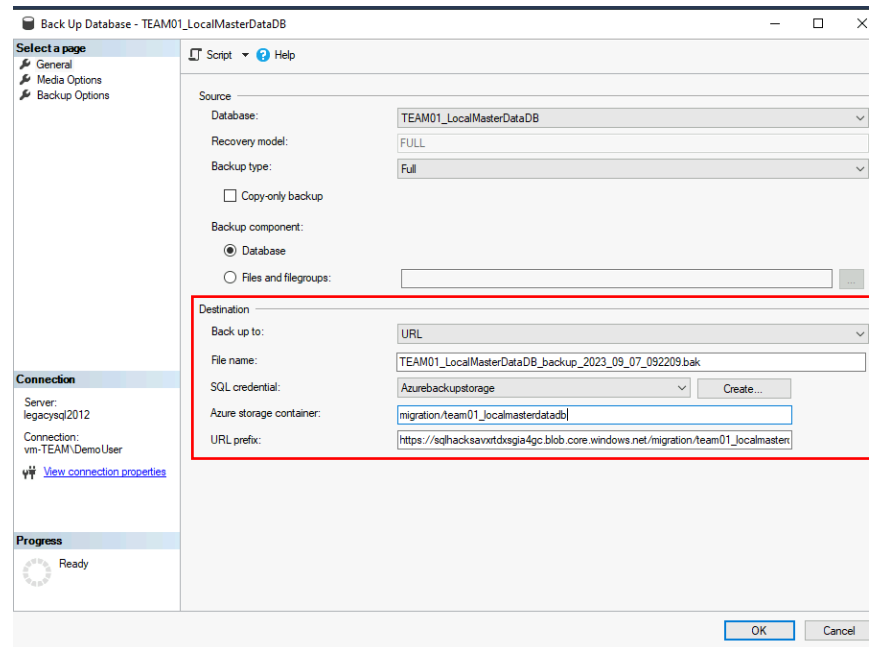 Back Up Database - TEAM01_LocalMasterDataDB
Select a page
General
Media Options
Backup Options
Script
Help
Source
Database:
TEAM01_LocalMasterDataDB
Recovery model:
FULL
Backup type:
Full
Copy-only backup
Backup component:
Database
Files and filegroups:
...
Destination
Back up to:
URL
File name:
TEAM01_LocalMasterDataDB_backup_2023_09_07_092209.bak
SQL credential:
Azurebackupstorage
Create...
Azure storage container:
migration/team01_localmasterdatadb
URL prefix:
https://sqlhacksavxrtdxsgia4gc.blob.core.windows.net/migration/team01_localmasterd
Connection
Server:
legacysql2012
Connection:
vm-TEAM\DemoUser
View connection properties
Progress
Ready
OK
Cancel